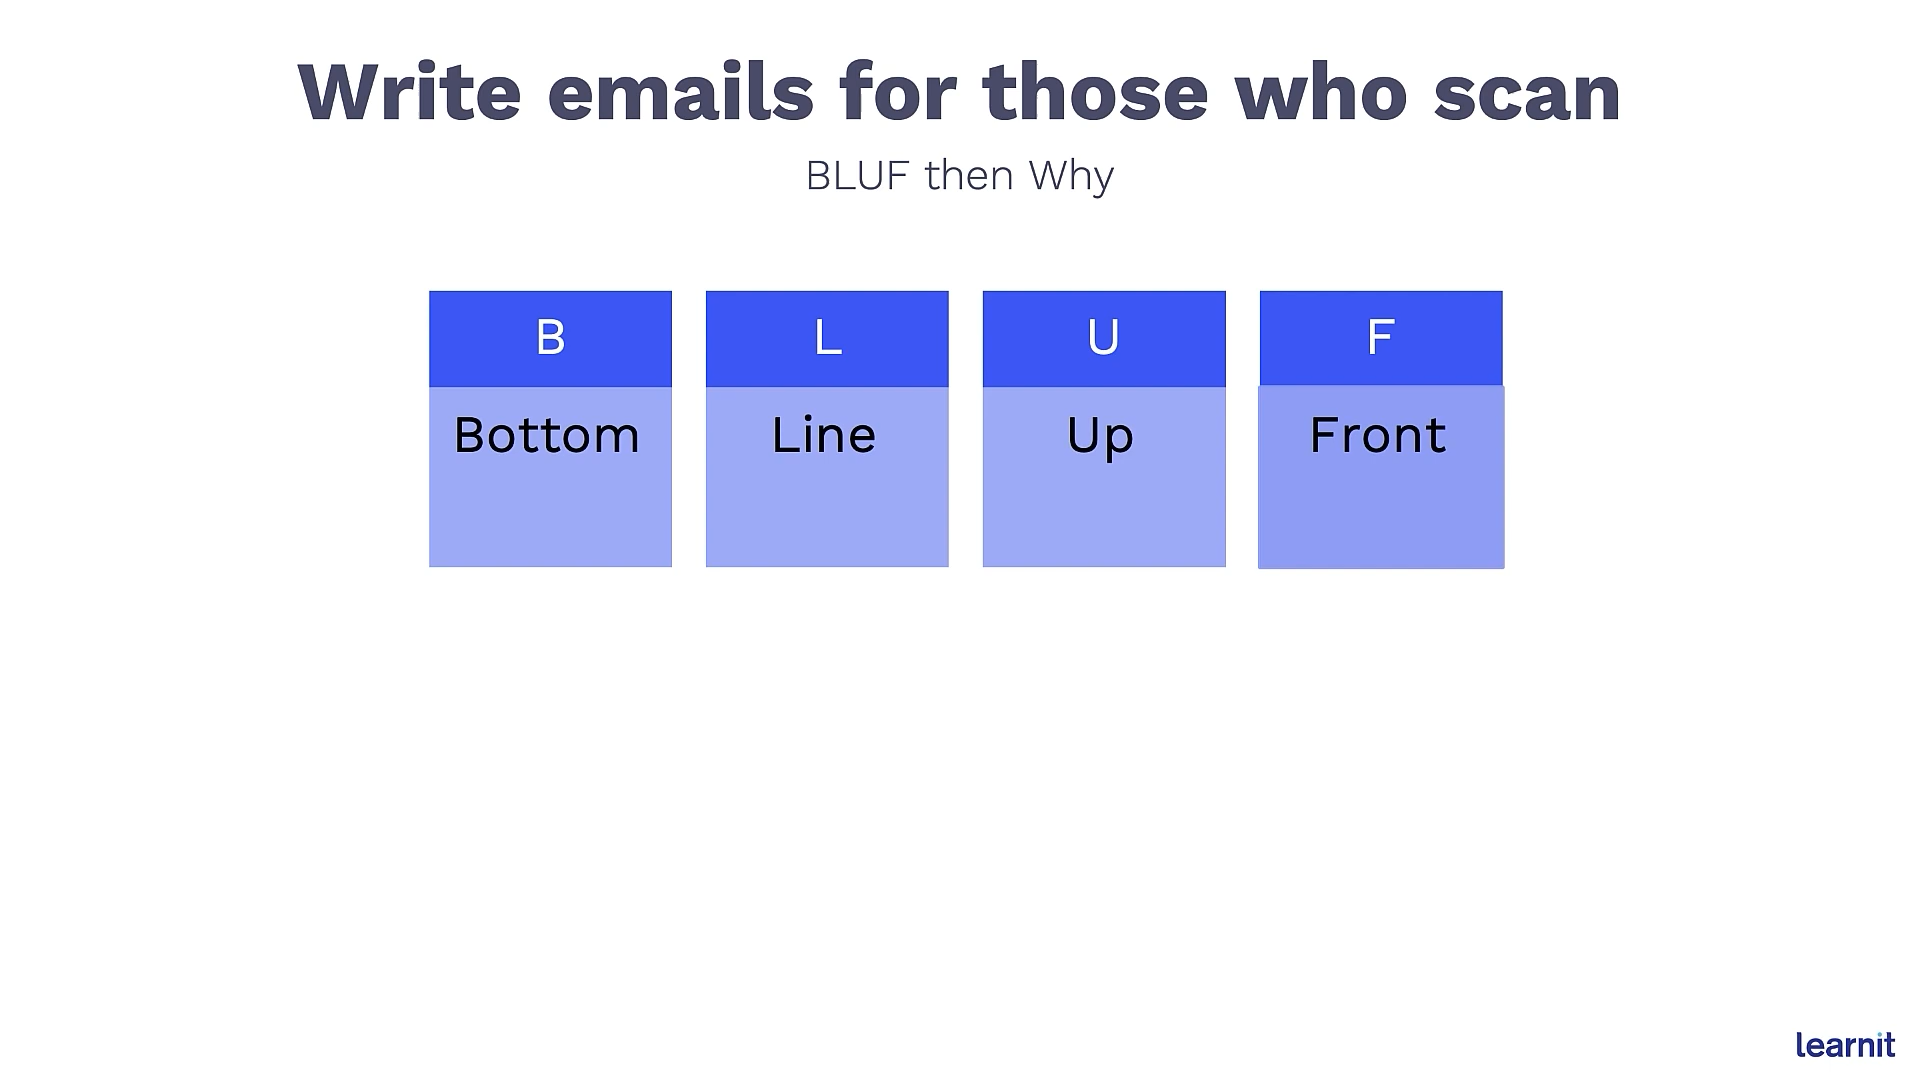 Write emails for those who scan
BLUF then Why
B L U F
Bottom Line Up Front
learnit